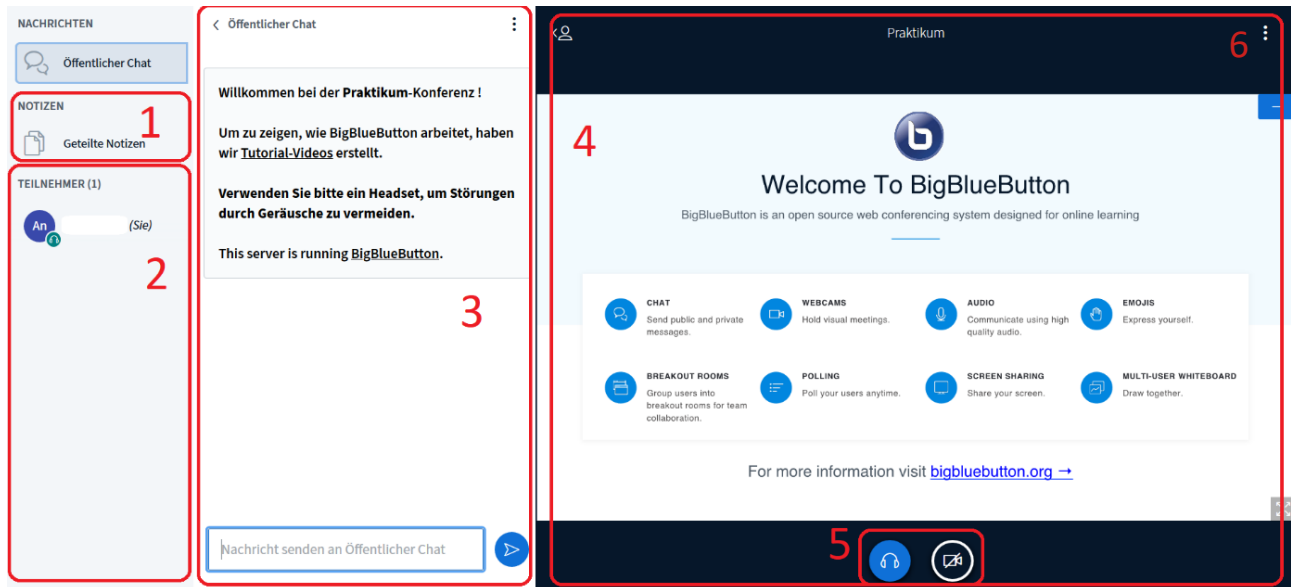 NACHRICHTEN
Öffentlicher Chat
NOTIZEN
1
Geteilte Notizen
TEILNEHMER (1)
An
(Sie)
2
Öffentlicher Chat
Willkommen bei der Praktikum-Konferenz !
Um zu zeigen, wie BigBlueButton arbeitet, haben
wir Tutorial-Videos erstellt.
Verwenden Sie bitte ein Headset, um Störungen
durch Geräusche zu vermeiden.
This server is running BigBlueButton.
3
Nachricht senden an Öffentlicher Chat
Praktikum
6
4
b
Welcome To BigBlueButton
BigBlueButton is an open source web conferencing system designed for online learning
CHAT
Send public and private
messages.
WEBCAMS
Hold visual meetings.
AUDIO
Communicate using high
quality audio.
EMOJIS
Express yourself.
BREAKOUT ROOMS
Group users into
breakout rooms for team
collaboration.
POLLING
Poll your users anytime.
SCREEN SHARING
Share your screen.
MULTI-USER WHITEBOARD
Draw together.
For more information visit bigbluebutton.org →
5